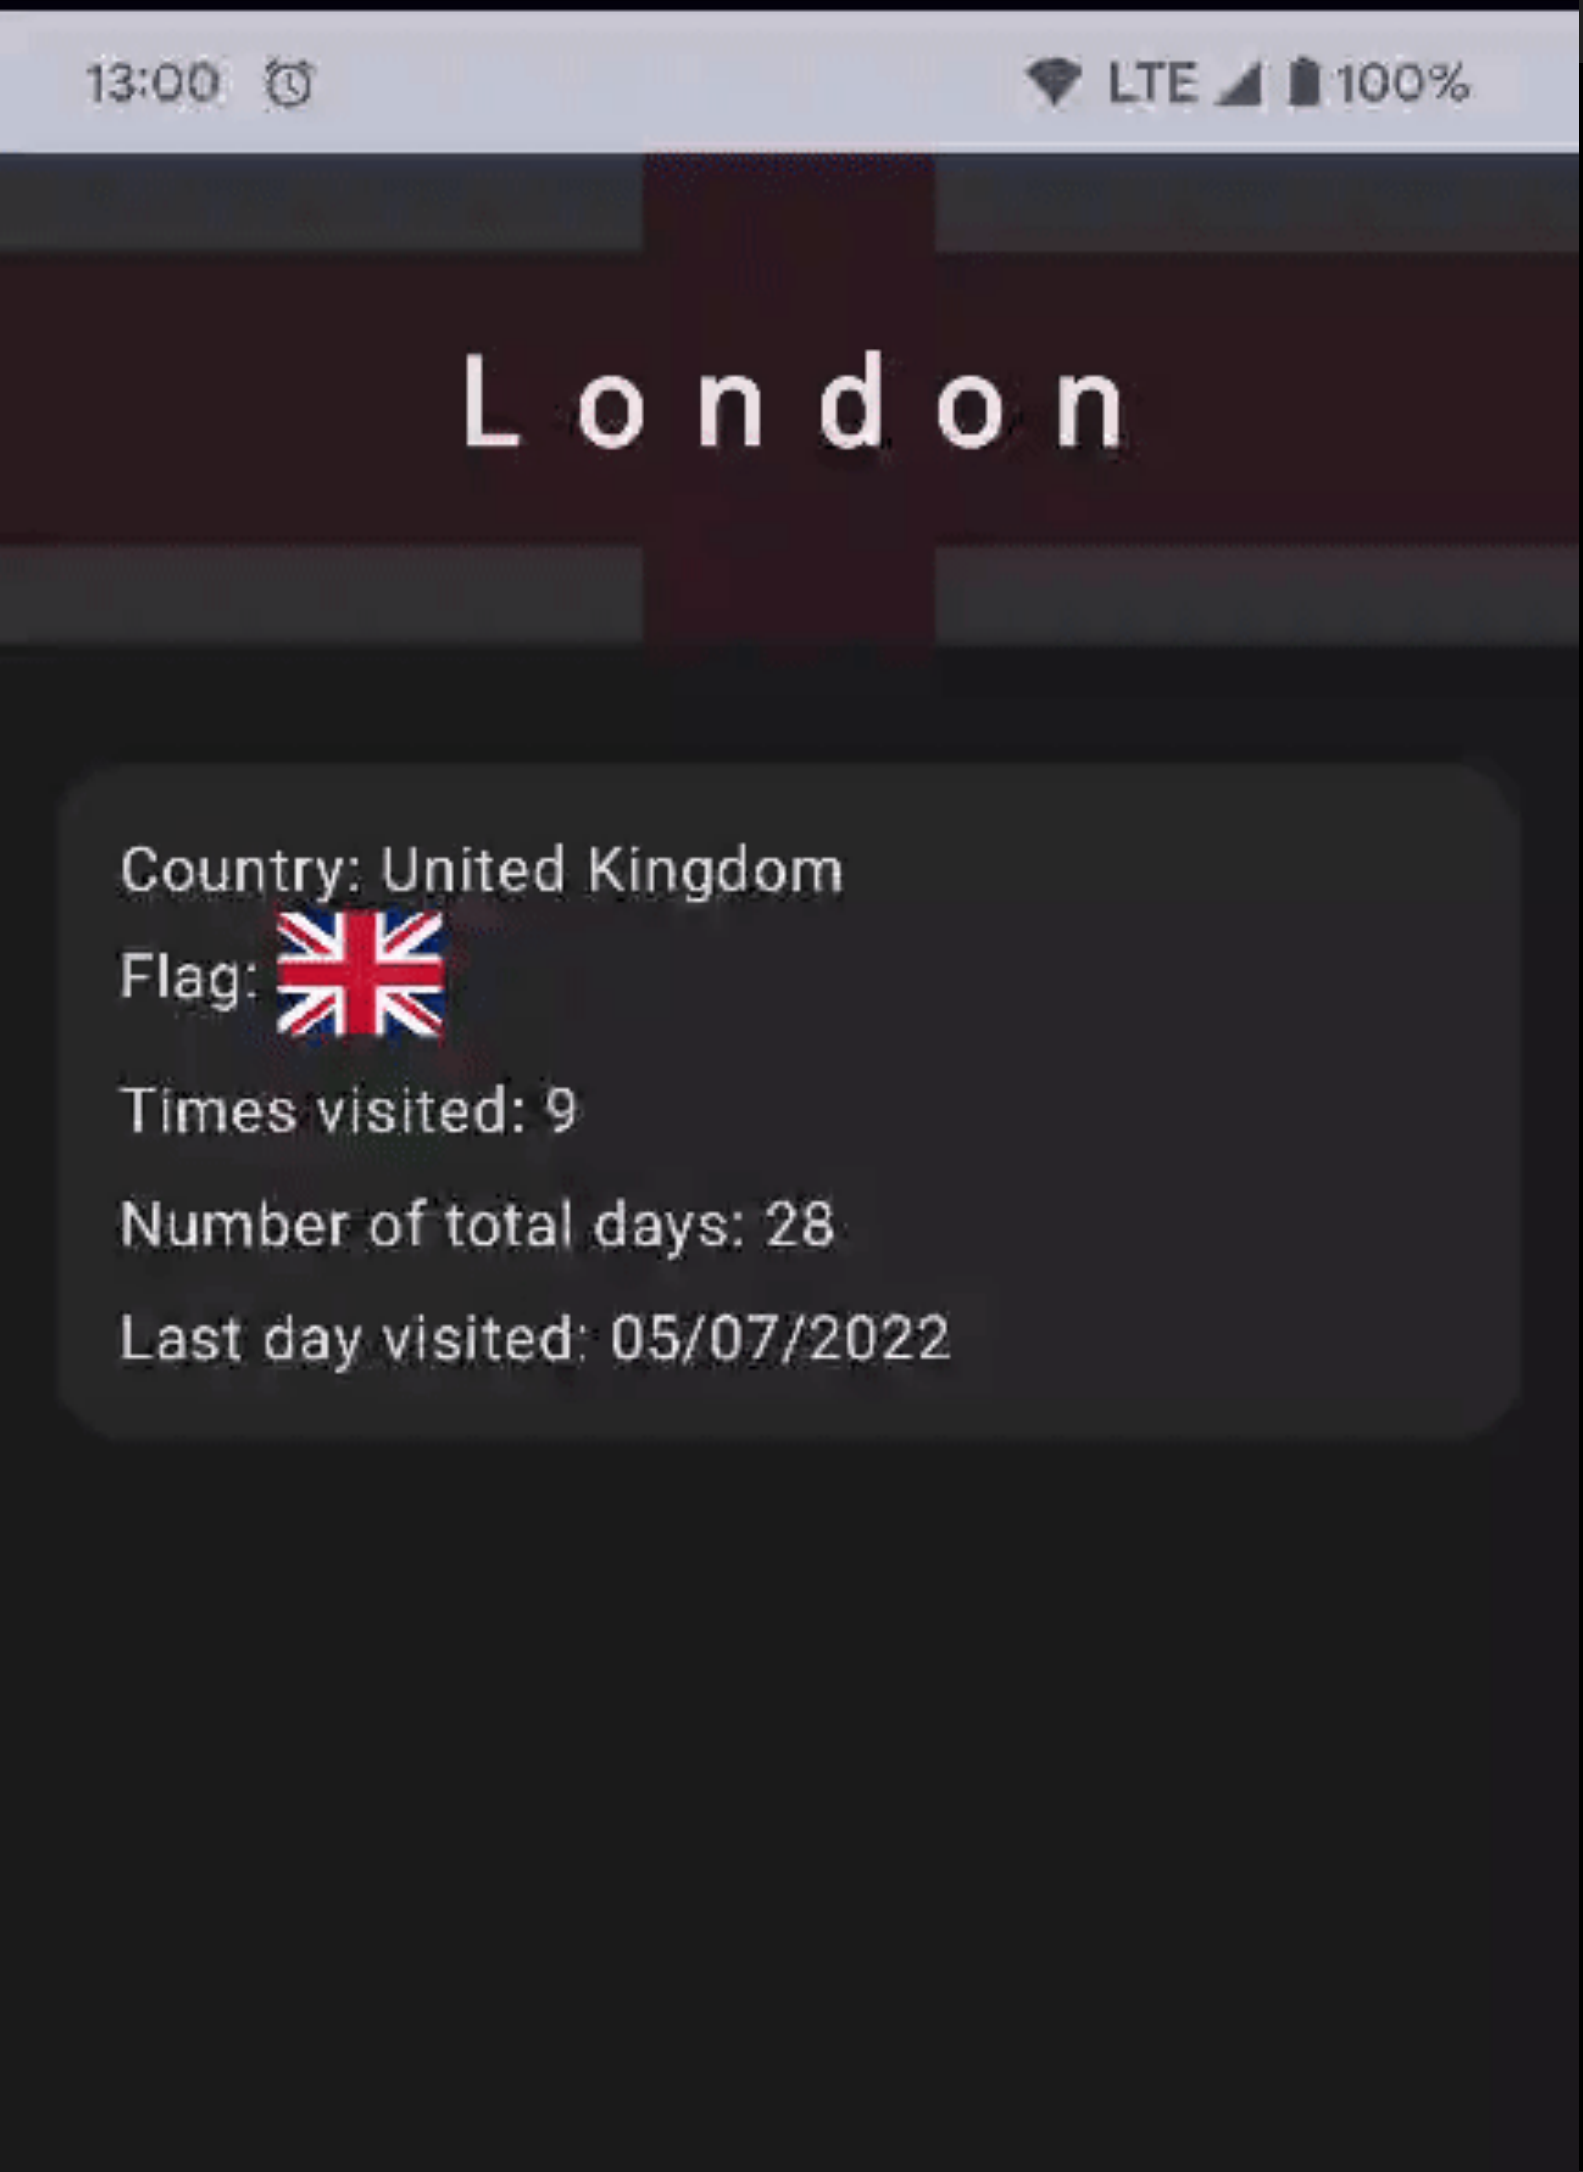 13:00 LTE 100%
London
Country: United Kingdom
Flag:
Times visited: 9
Number of total days: 28
Last day visited: 05/07/2022